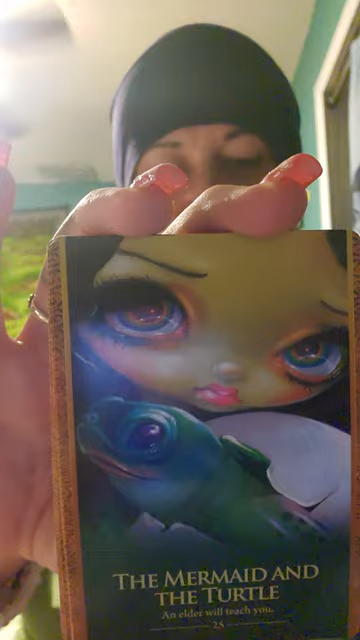 THE MERMAID AND
THE TURTLE
An elder will teach you.
25